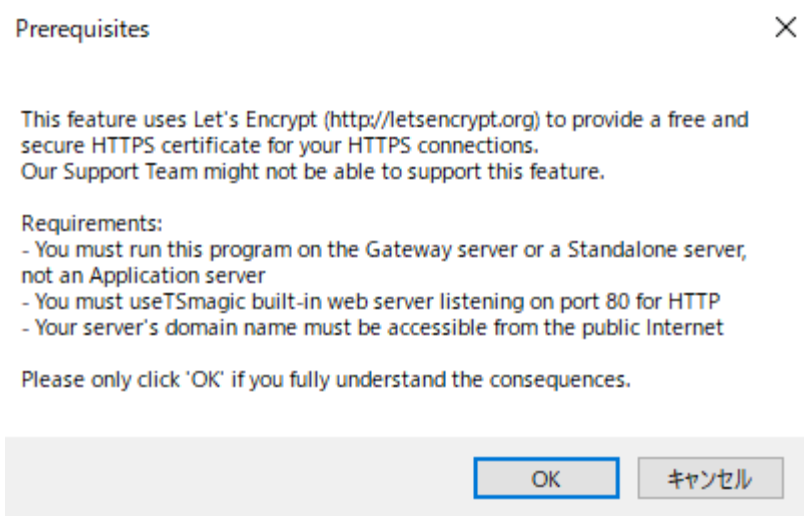 Prerequisites
This feature uses Let's Encrypt (http://letsencrypt.org) to provide a free and
secure HTTPS certificate for your HTTPS connections.
Our Support Team might not be able to support this feature.
Requirements:
- You must run this program on the Gateway server or a Standalone server,
not an Application server
- You must useTSmagic built-in web server listening on port 80 for HTTP
- Your server's domain name must be accessible from the public Internet
Please only click 'OK' if you fully understand the consequences.
OK
キャンセル